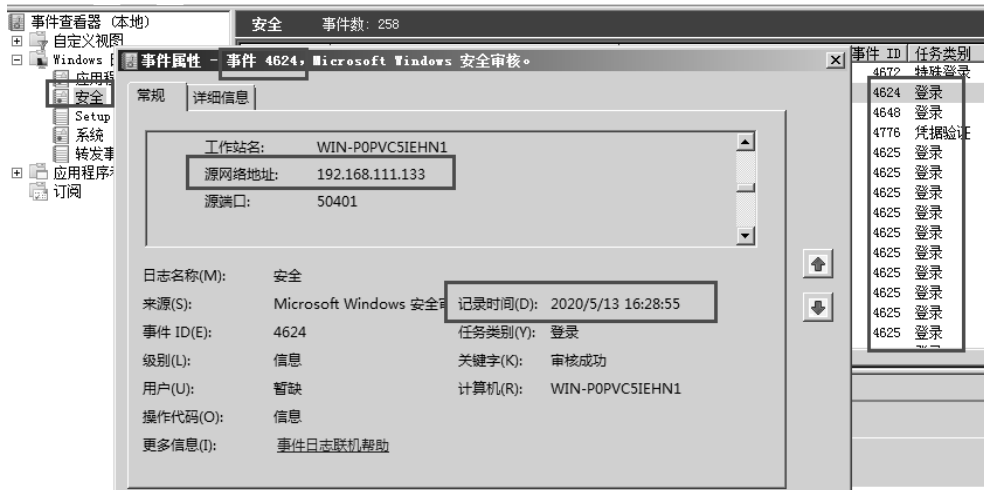 事件查看器 (本地)
自定义视图
Windows
应用程
安全
Setup
系统
转发事
应用程序
订阅
安全 事件数: 258
事件属性 - 事件 4624，Microsoft Windows 安全审核。
常规 详细信息
工作站名: WIN-P0PVC5IEHN1
源网络地址: 192.168.111.133
源端口: 50401
日志名称(M): 安全
来源(S): Microsoft Windows 安全 记录时间(D): 2020/5/13 16:28:55
事件 ID(E): 4624 任务类别(Y): 登录
级别(L): 信息 关键字(K): 审核成功
用户(U): 暂缺 计算机(R): WIN-P0PVC5IEHN1
操作代码(O): 信息
更多信息(I): 事件日志联机帮助
事件 ID 任务类别
4672 特殊登录
4624 登录
4648 登录
4776 凭据验证
4625 登录
4625 登录
4625 登录
4625 登录
4625 登录
4625 登录
4625 登录
4625 登录
4625 登录
4625 登录